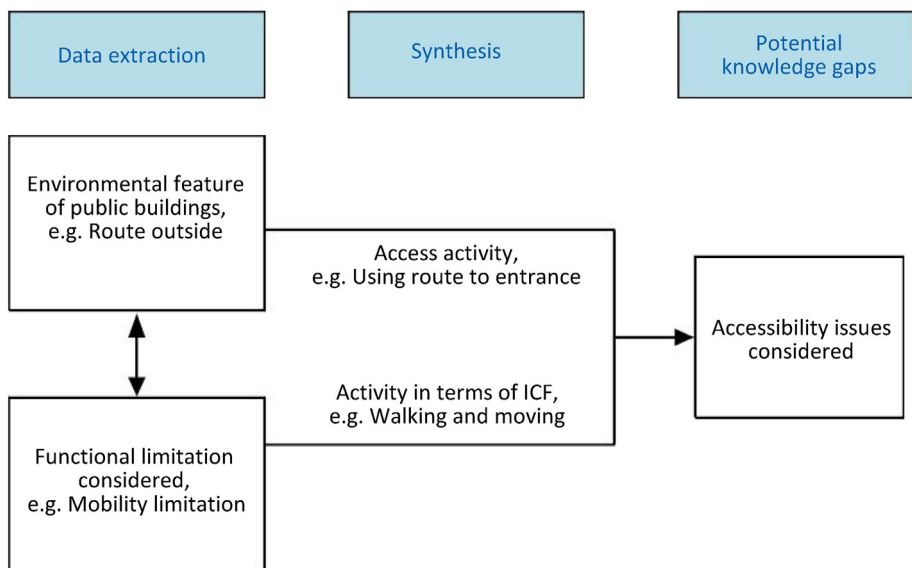 Data extraction
Synthesis
Potential
knowledge gaps
Environmental feature
of public buildings,
e.g. Route outside
Access activity,
e.g. Using route to entrance
Accessibility issues
considered
Activity in terms of ICF,
e.g. Walking and moving
Functional limitation
considered,
e.g. Mobility limitation